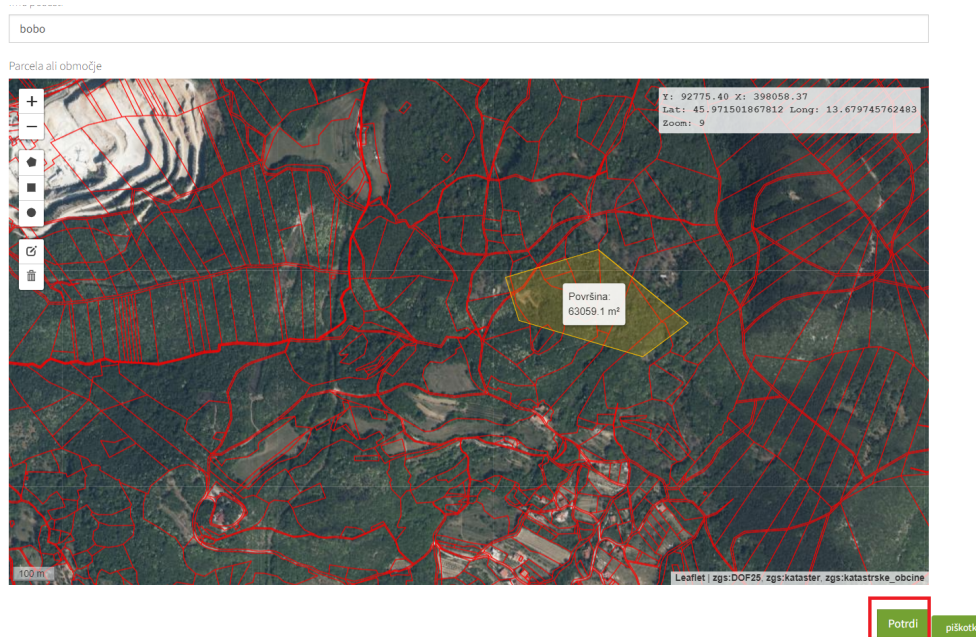 bobo
Parcela ali območje
+
−
Y: 92775.40 X: 398058.37
Lat: 45.971501867812 Long: 13.679745762483
Zoom: 9
Površina:
63059.1 m²
100 m
Leaflet | zgs:DOF25, zgs:kataster, zgs:katastrske_obcine
Potrdi
piškotk